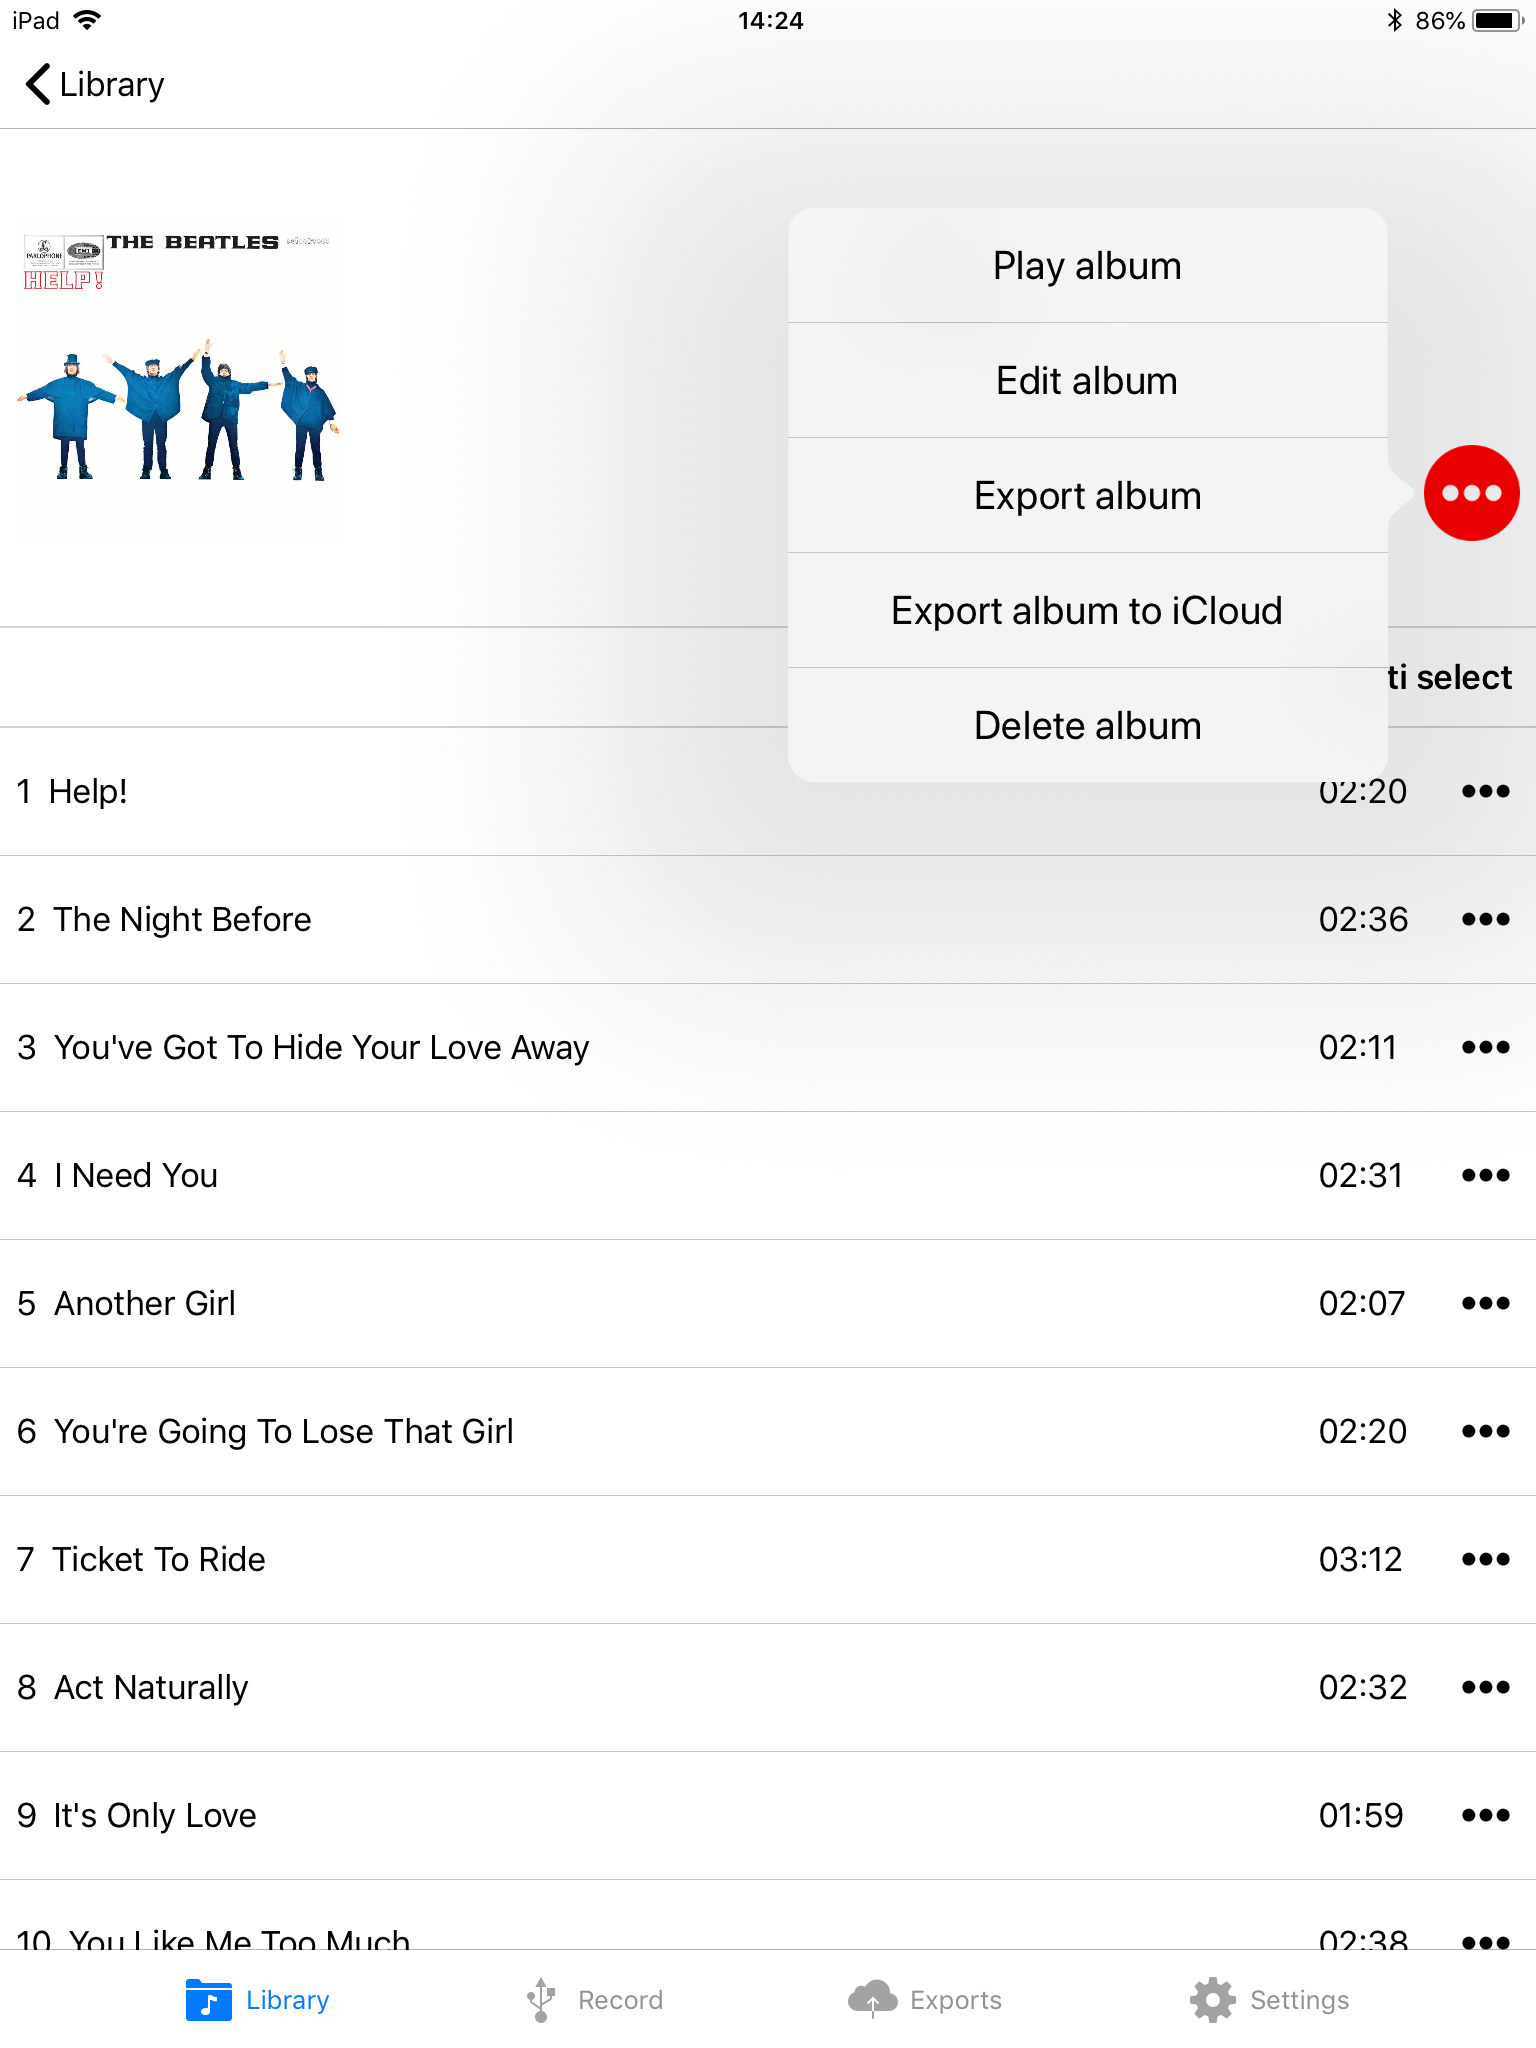 iPad 14:24 86%
Library
PARLOPHONE EMI THE BEATLES
HELP!
Play album
Edit album
Export album
Export album to iCloud
ti select
Delete album
1 Help! 02:20
2 The Night Before 02:36
3 You've Got To Hide Your Love Away 02:11
4 I Need You 02:31
5 Another Girl 02:07
6 You're Going To Lose That Girl 02:20
7 Ticket To Ride 03:12
8 Act Naturally 02:32
9 It's Only Love 01:59
10 You Like Me Too Much 02:38
Library Record Exports Settings